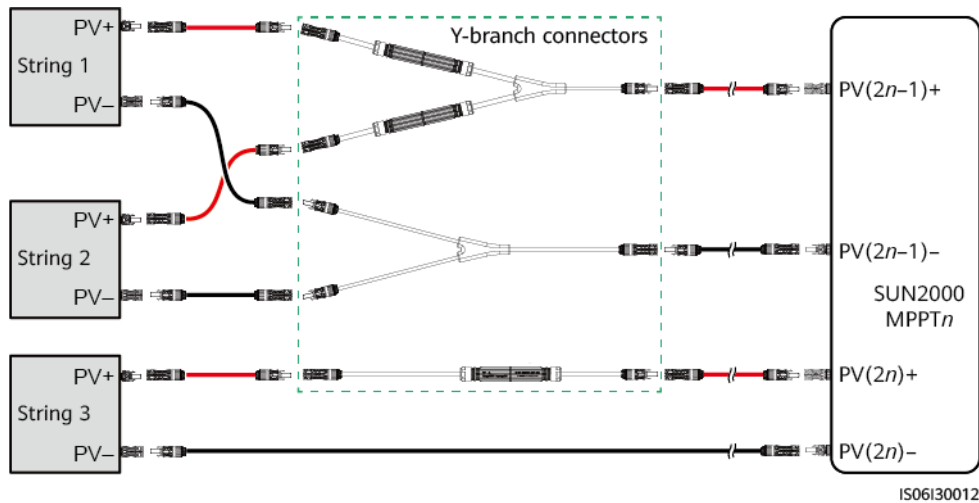 PV+
String 1
PV–
PV+
String 2
PV–
PV+
String 3
PV–
Y-branch connectors
PV(2n–1)+
PV(2n–1)–
SUN2000
MPPTn
PV(2n)+
PV(2n)–
IS06I30012